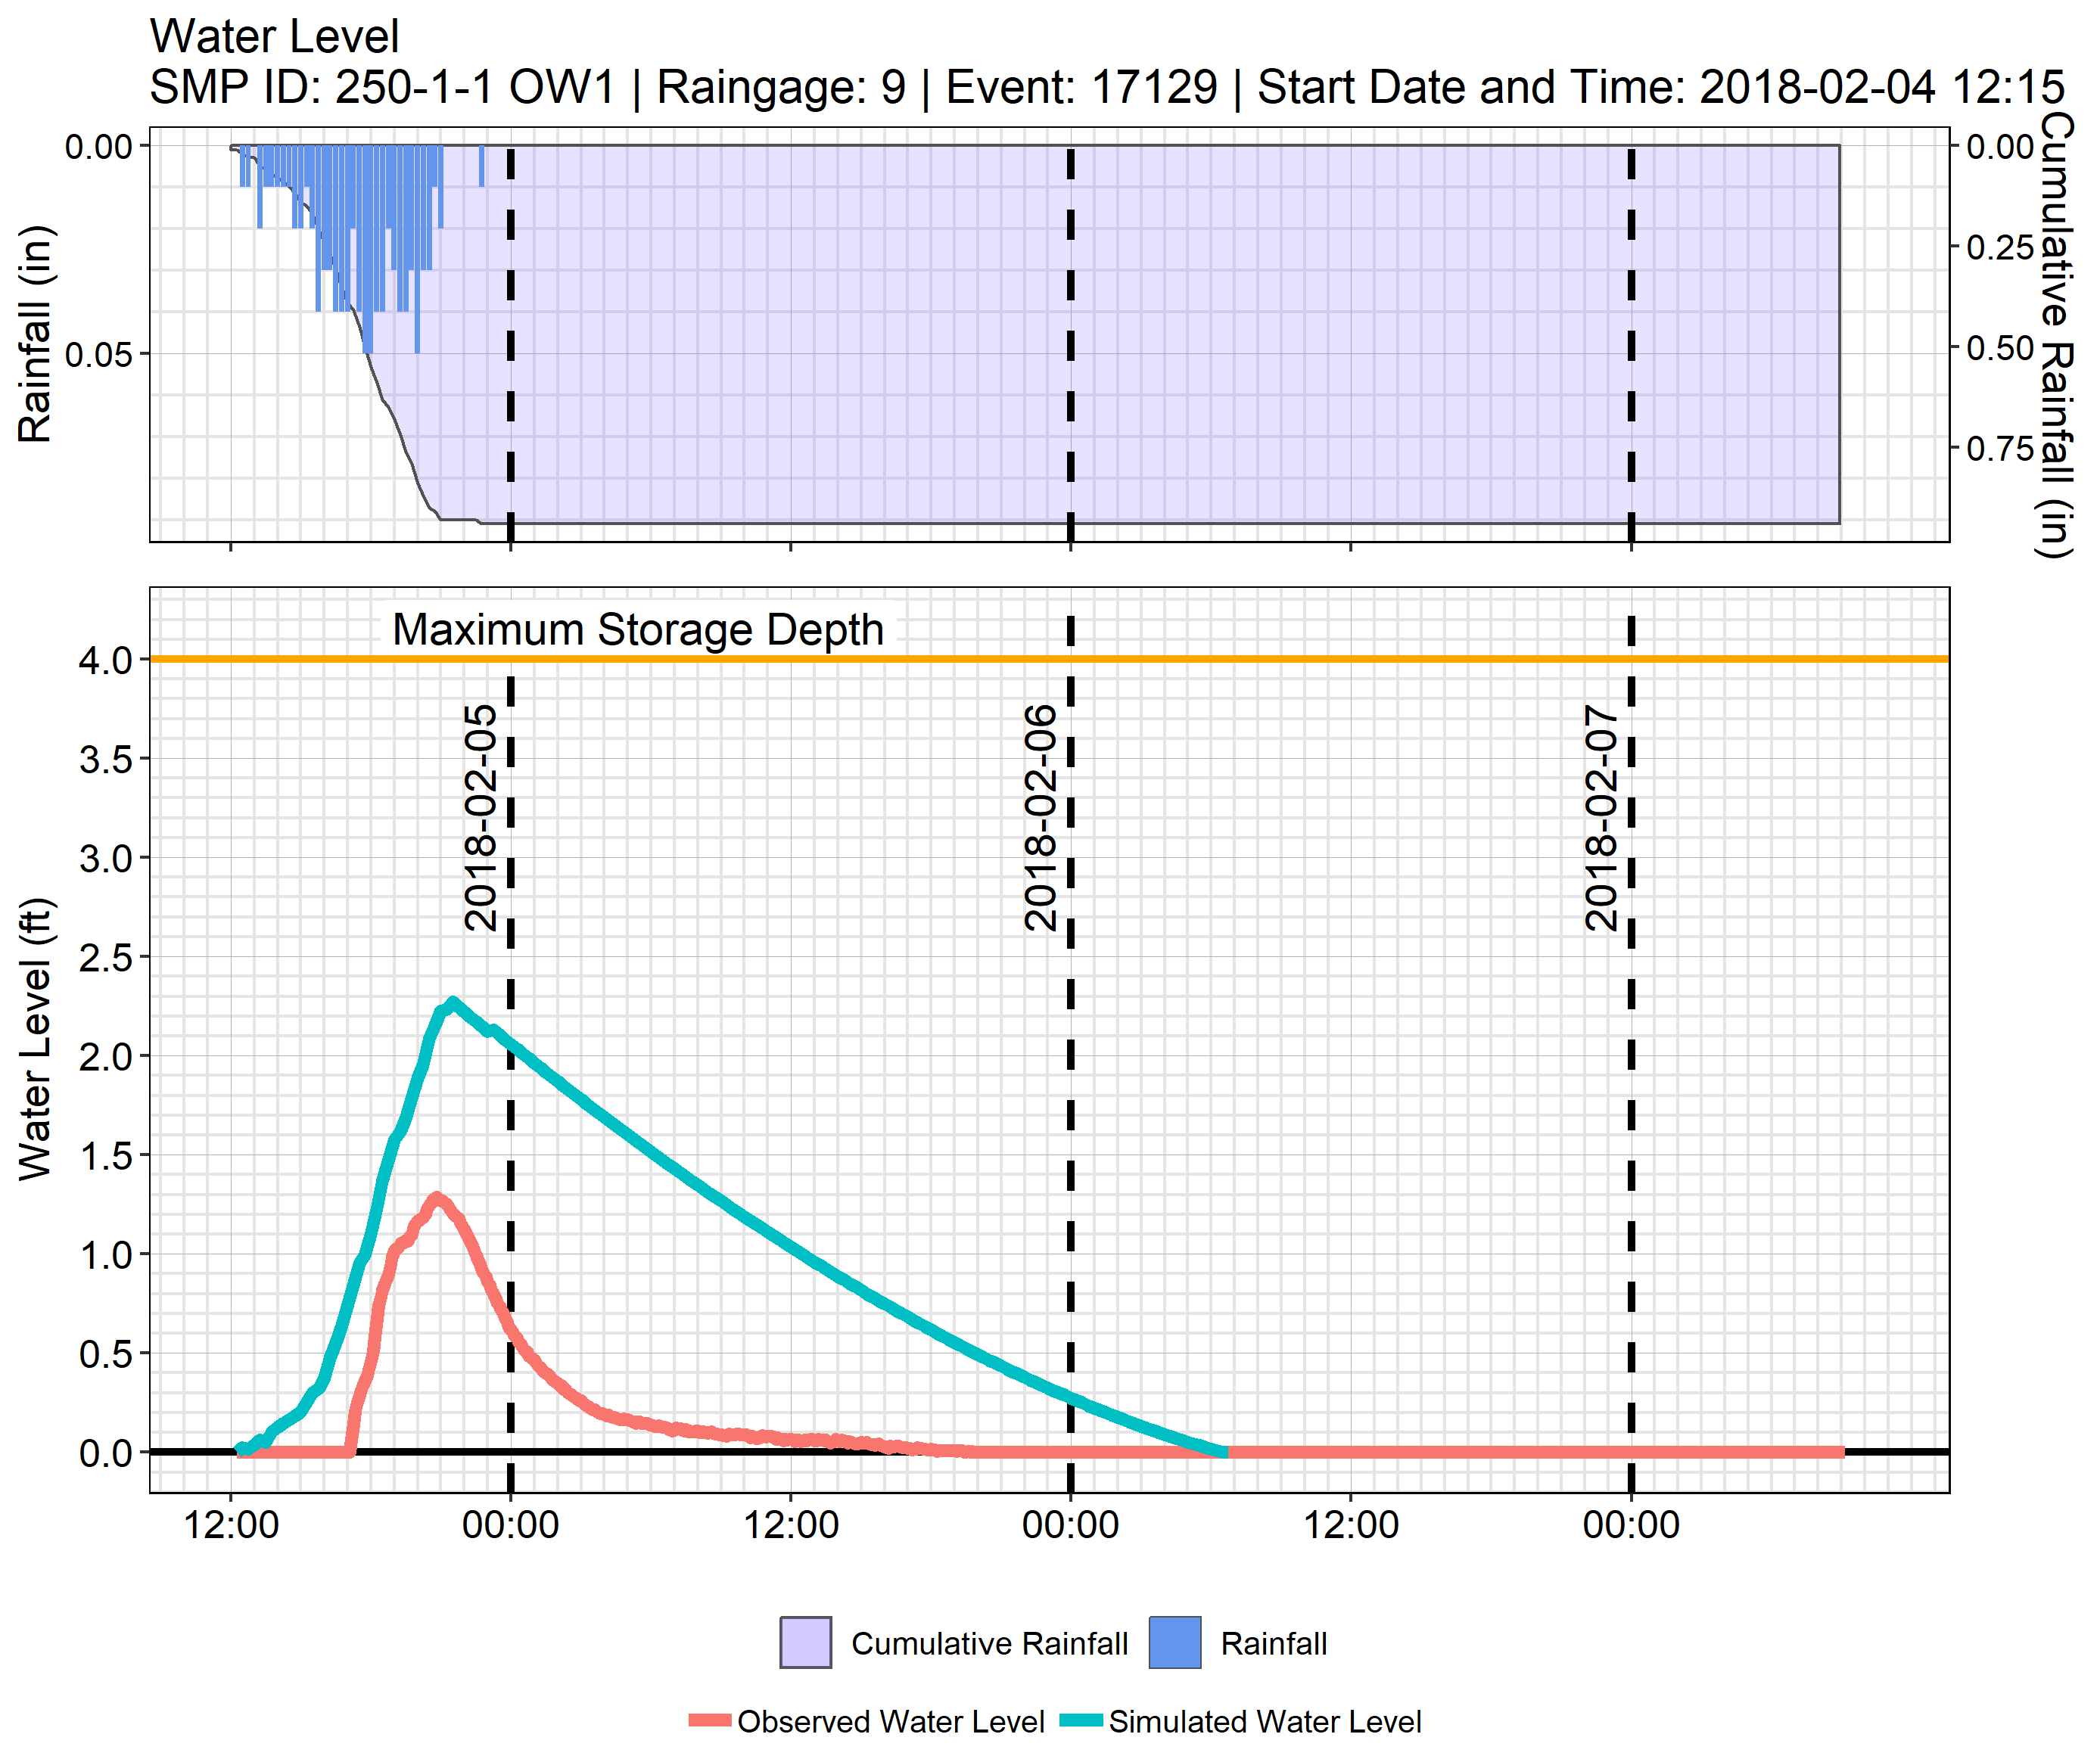 Water Level
SMP ID: 250-1-1 OW1 | Raingage: 9 | Event: 17129 | Start Date and Time: 2018-02-04 12:15
Rainfall (in)
0.00
0.05
0.00
0.25
0.50
0.75
Cumulative Rainfall (in)
Maximum Storage Depth
Water Level (ft)
4.0
3.5
3.0
2.5
2.0
1.5
1.0
0.5
0.0
2018-02-05
2018-02-06
2018-02-07
12:00 00:00 12:00 00:00 12:00 00:00
Cumulative Rainfall Rainfall
Observed Water Level Simulated Water Level